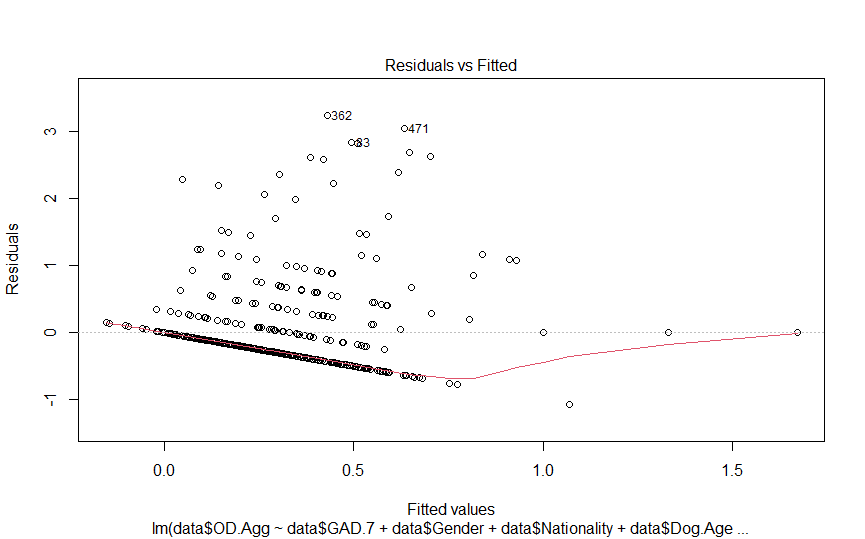 Residuals vs Fitted
3
2
1
0
-1
Residuals
362
471
83
0.0 0.5 1.0 1.5
Fitted values
lm(data$OD.Agg ~ data$GAD.7 + data$Gender + data$Nationality + data$Dog.Age ...